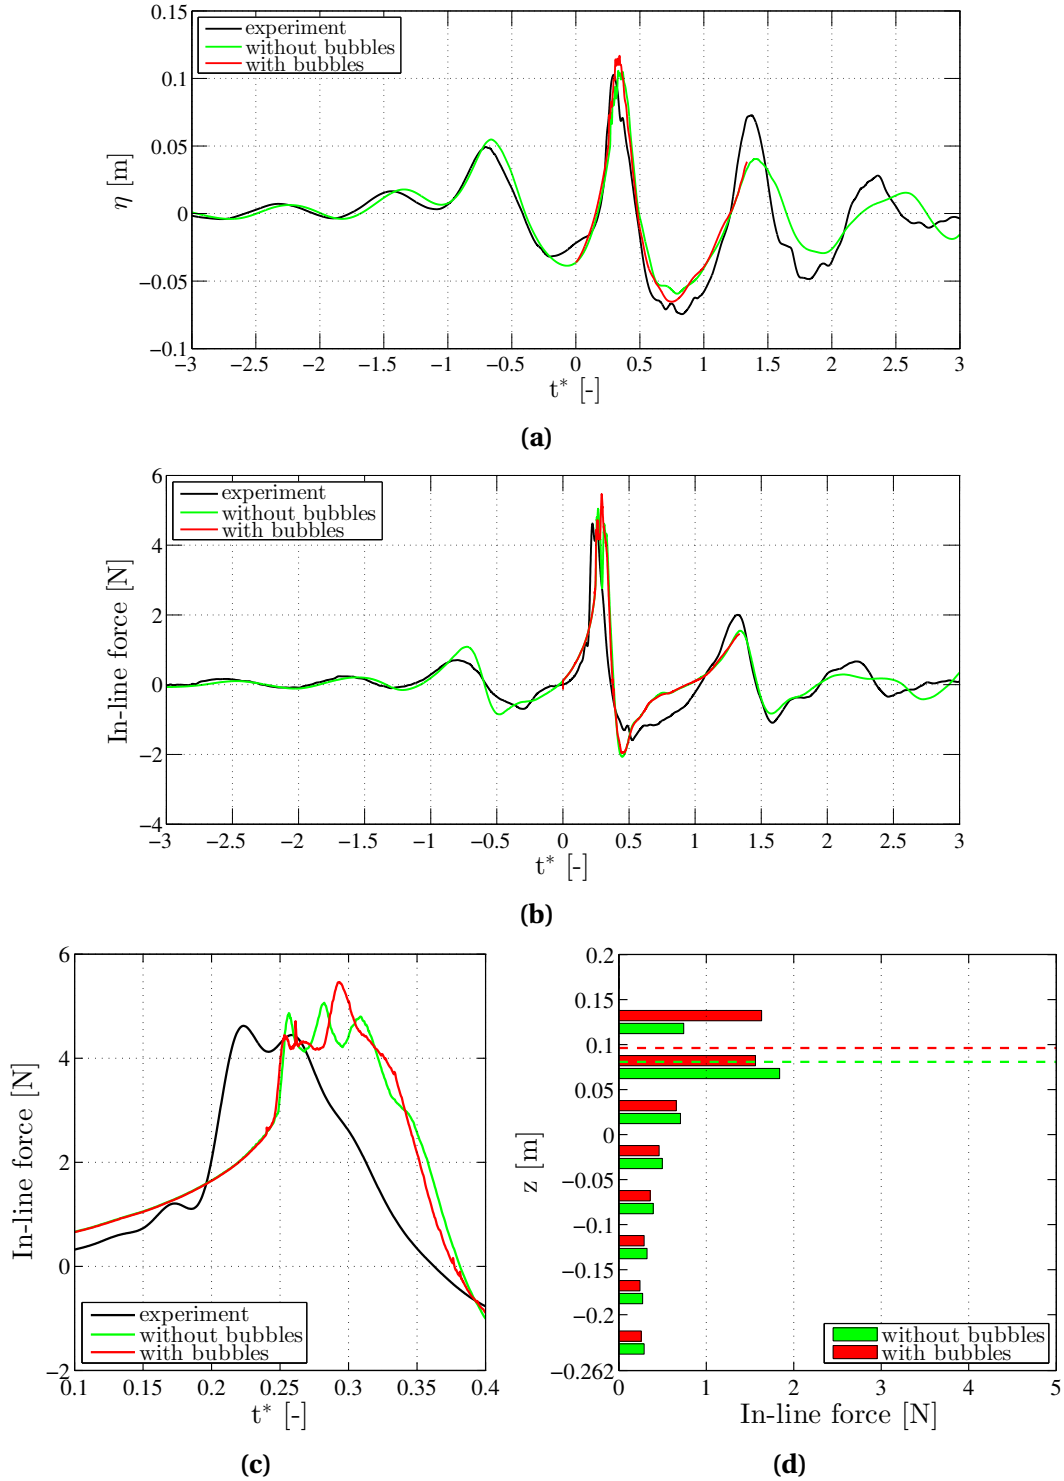 0.15
experiment
without bubbles
with bubbles
0.1
0.05
0
−0.05
−0.1
η [m]
−3 −2.5 −2 −1.5 −1 −0.5 0 0.5 1 1.5 2 2.5 3
t* [-]
(a)
6
experiment
without bubbles
with bubbles
4
2
0
−2
−4
In-line force [N]
−3 −2.5 −2 −1.5 −1 −0.5 0 0.5 1 1.5 2 2.5 3
t* [-]
(b)
6
4
2
0
−2
In-line force [N]
experiment
without bubbles
with bubbles
0.1 0.15 0.2 0.25 0.3 0.35 0.4
t* [-]
(c)
0.2
0.15
0.1
0.05
0
−0.05
−0.1
−0.15
−0.2
-0.262
z [m]
without bubbles
with bubbles
0 1 2 3 4 5
In-line force [N]
(d)